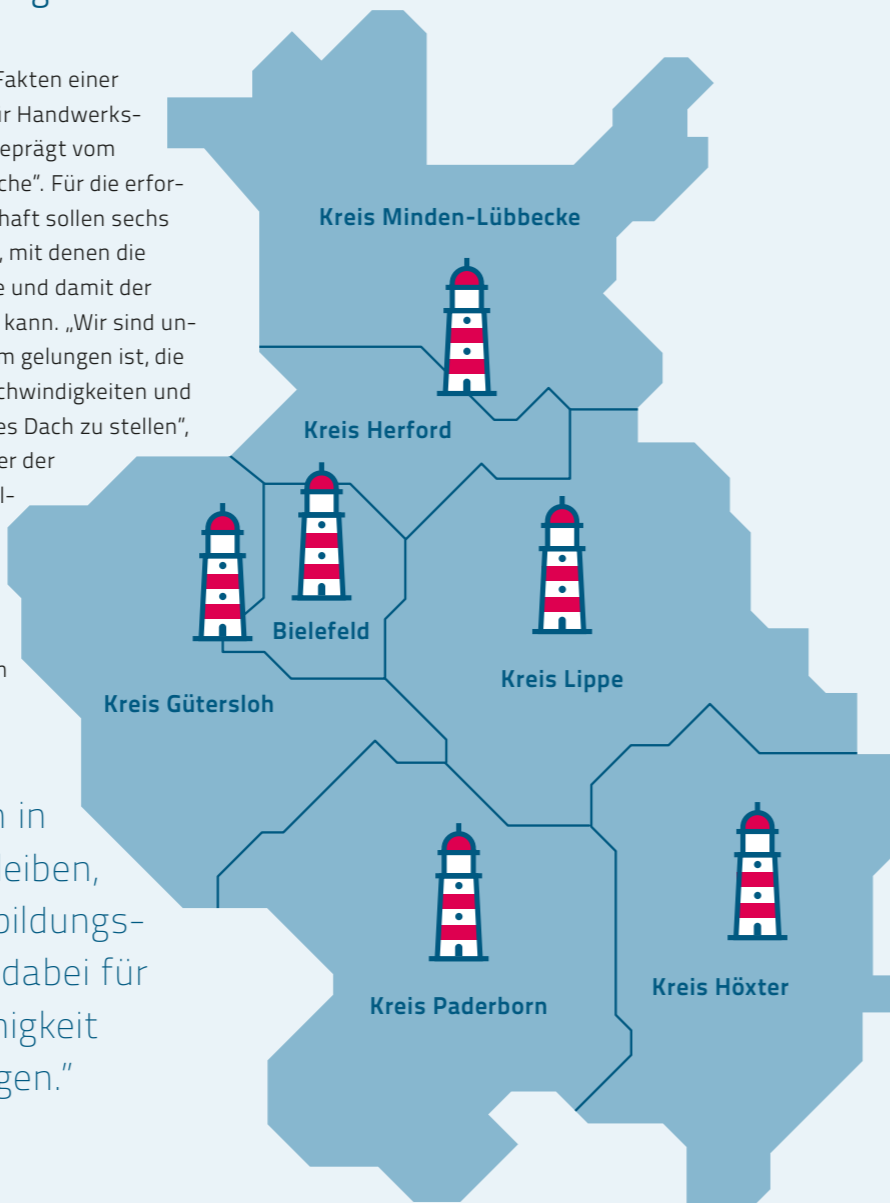 g
Fakten einer
r Handwerks-
eprägt vom
che”. Für die erfor-
haft sollen sechs
, mit denen die
e und damit der
kann. „Wir sind un-
m gelungen ist, die
chwindigkeiten und
es Dach zu stellen”,
er der
l-
n
n in
leiben,
bildungs-
dabei für
nigkeit
gen.”
Kreis Minden-Lübbecke
Kreis Herford
Bielefeld
Kreis Lippe
Kreis Gütersloh
Kreis Höxter
Kreis Paderborn